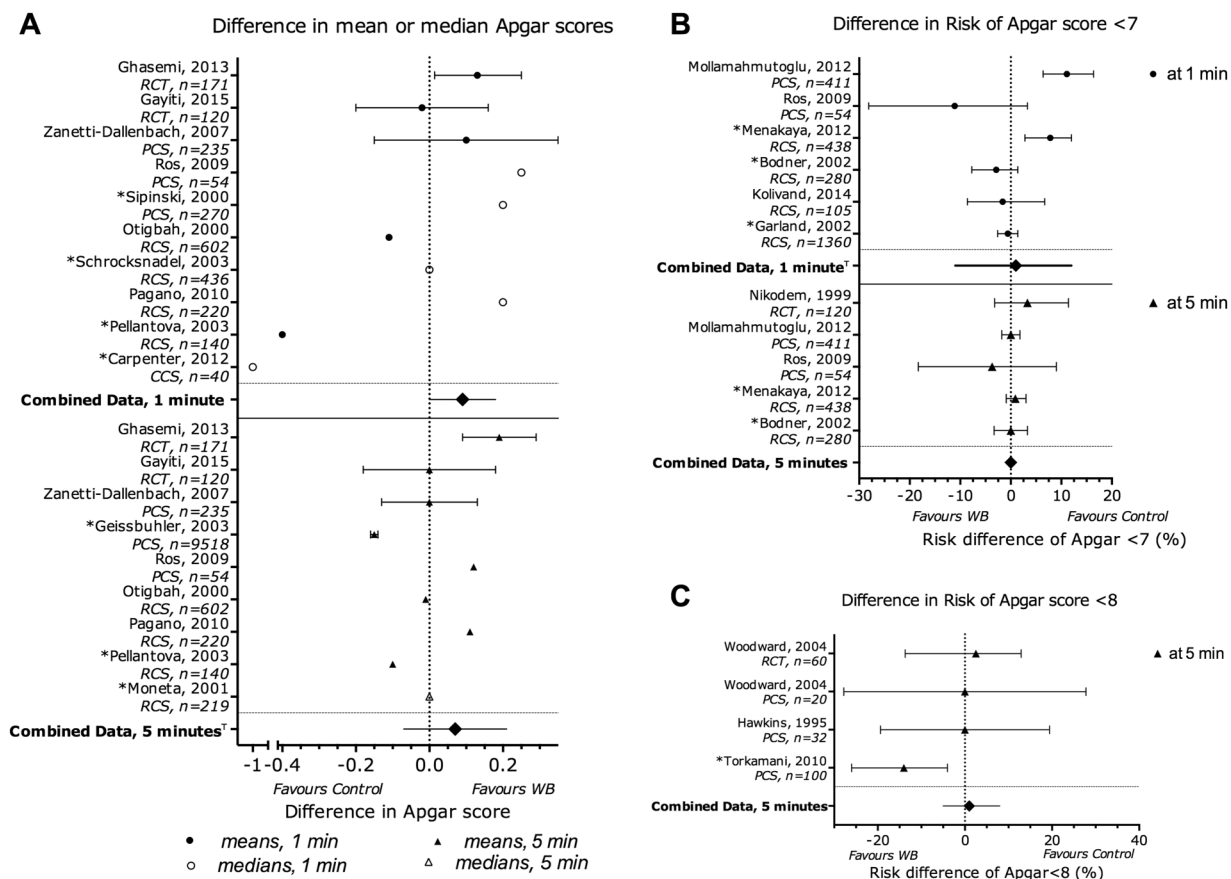 A
Difference in mean or median Apgar scores
Ghasemi, 2013
RCT, n=171
Gayiti, 2015
RCT, n=120
Zanetti-Dallenbach, 2007
PCS, n=235
Ros, 2009
PCS, n=54
*Sipinski, 2000
PCS, n=270
Otigbah, 2000
RCS, n=602
*Schrocksnadel, 2003
RCS, n=436
Pagano, 2010
RCS, n=220
*Pellantova, 2003
RCS, n=140
*Carpenter, 2012
CCS, n=40
Combined Data, 1 minute
Ghasemi, 2013
RCT, n=171
Gayiti, 2015
RCT, n=120
Zanetti-Dallenbach, 2007
PCS, n=235
*Geissbuhler, 2003
PCS, n=9518
Ros, 2009
PCS, n=54
Otigbah, 2000
RCS, n=602
Pagano, 2010
RCS, n=220
*Pellantova, 2003
RCS, n=140
*Moneta, 2001
RCS, n=219
Combined Data, 5 minutesᵀ
-1 -0.4 -0.2 0.0 0.2
Favours Control Favours WB
Difference in Apgar score
means, 1 min
medians, 1 min
means, 5 min
medians, 5 min
B
Difference in Risk of Apgar score <7
Mollamahmutoglu, 2012
PCS, n=411
Ros, 2009
PCS, n=54
*Menakaya, 2012
RCS, n=438
*Bodner, 2002
RCS, n=280
Kolivand, 2014
RCS, n=105
*Garland, 2002
RCS, n=1360
Combined Data, 1 minuteᵀ
Nikodem, 1999
RCT, n=120
Mollamahmutoglu, 2012
PCS, n=411
Ros, 2009
PCS, n=54
*Menakaya, 2012
RCS, n=438
*Bodner, 2002
RCS, n=280
Combined Data, 5 minutes
at 1 min
at 5 min
-30 -20 -10 0 10 20
Favours WB Favours Control
Risk difference of Apgar <7 (%)
C
Difference in Risk of Apgar score <8
Woodward, 2004
RCT, n=60
Woodward, 2004
PCS, n=20
Hawkins, 1995
PCS, n=32
*Torkamani, 2010
PCS, n=100
Combined Data, 5 minutes
at 5 min
-20 0 20 40
Favours WB Favours Control
Risk difference of Apgar<8 (%)